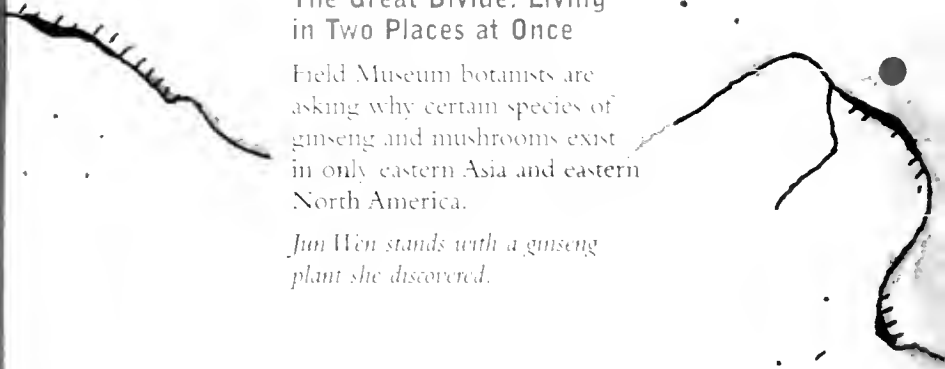 The Great Divide: Living
in Two Places at Once
Field Museum botanists are
asking why certain species of
ginseng and mushrooms exist
in only eastern Asia and eastern
North America.
Jun Wen stands with a ginseng
plant she discovered.